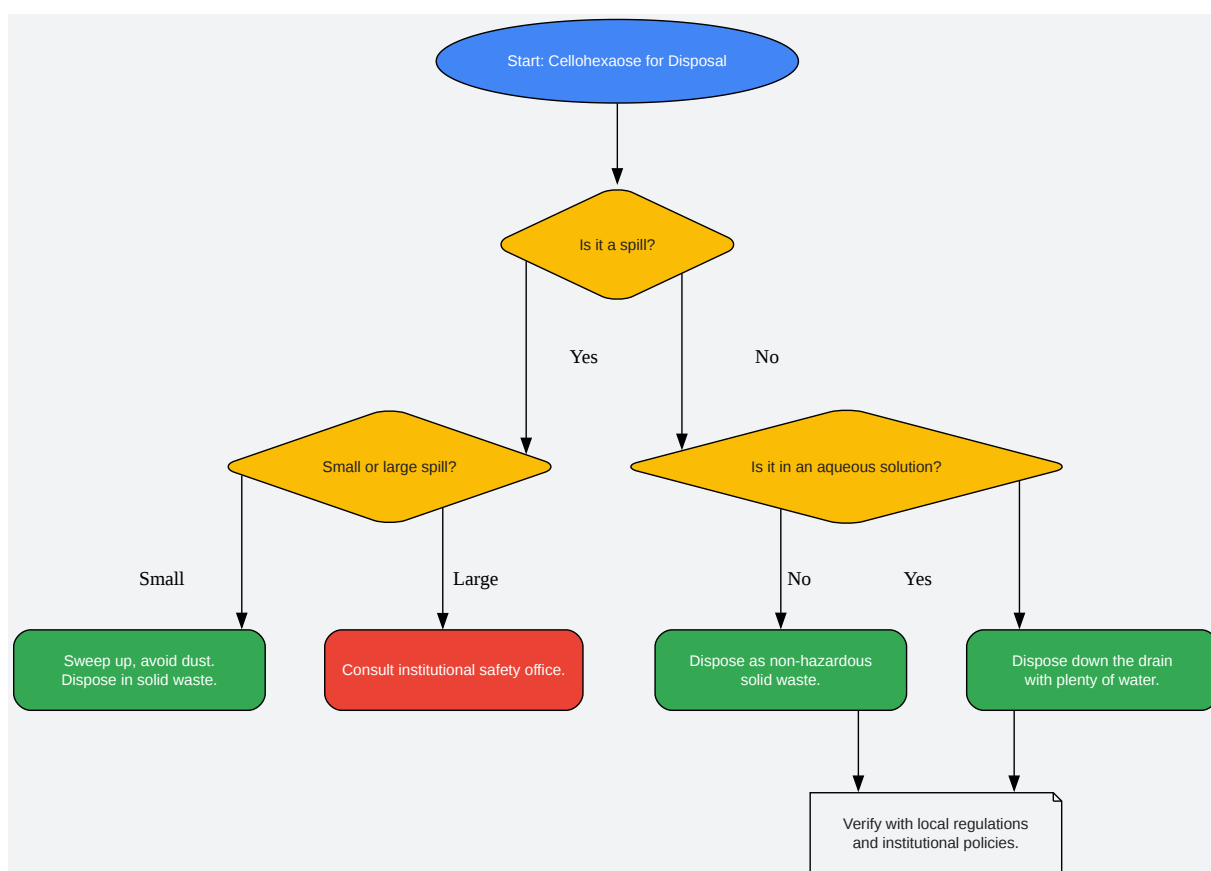 Start: Cellohexaose for Disposal
Is it a spill?
Yes
No
Small or large spill?
Is it in an aqueous solution?
Small
Large
No
Yes
Sweep up, avoid dust.
Dispose in solid waste.
Consult institutional safety office.
Dispose as non-hazardous
solid waste.
Dispose down the drain
with plenty of water.
Verify with local regulations
and institutional policies.